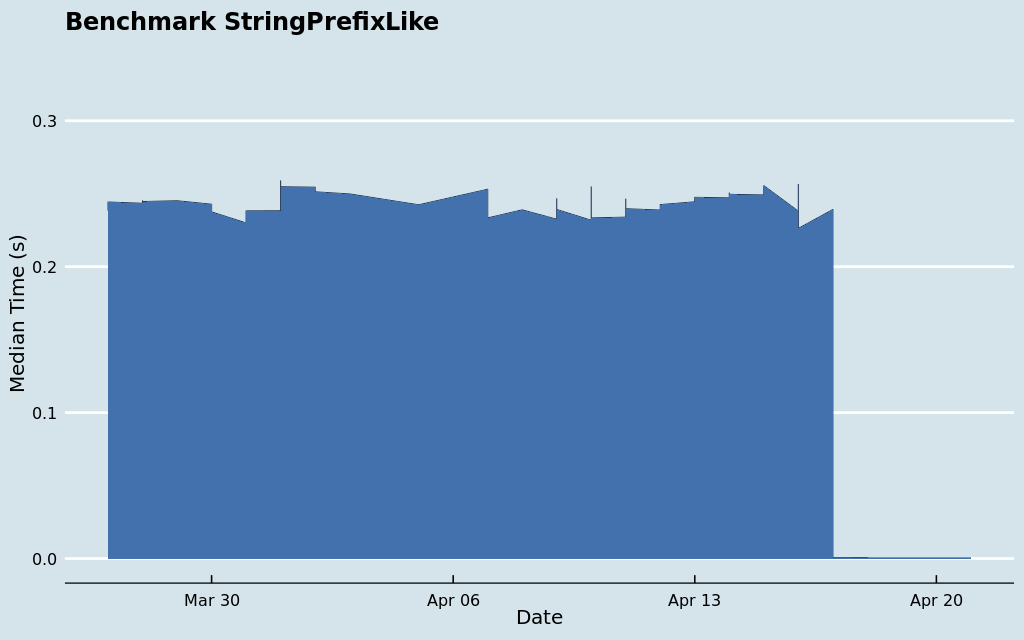 Benchmark StringPrefixLike
Median Time (s)
0.3
0.2
0.1
0.0
Mar 30
Apr 06
Apr 13
Apr 20
Date